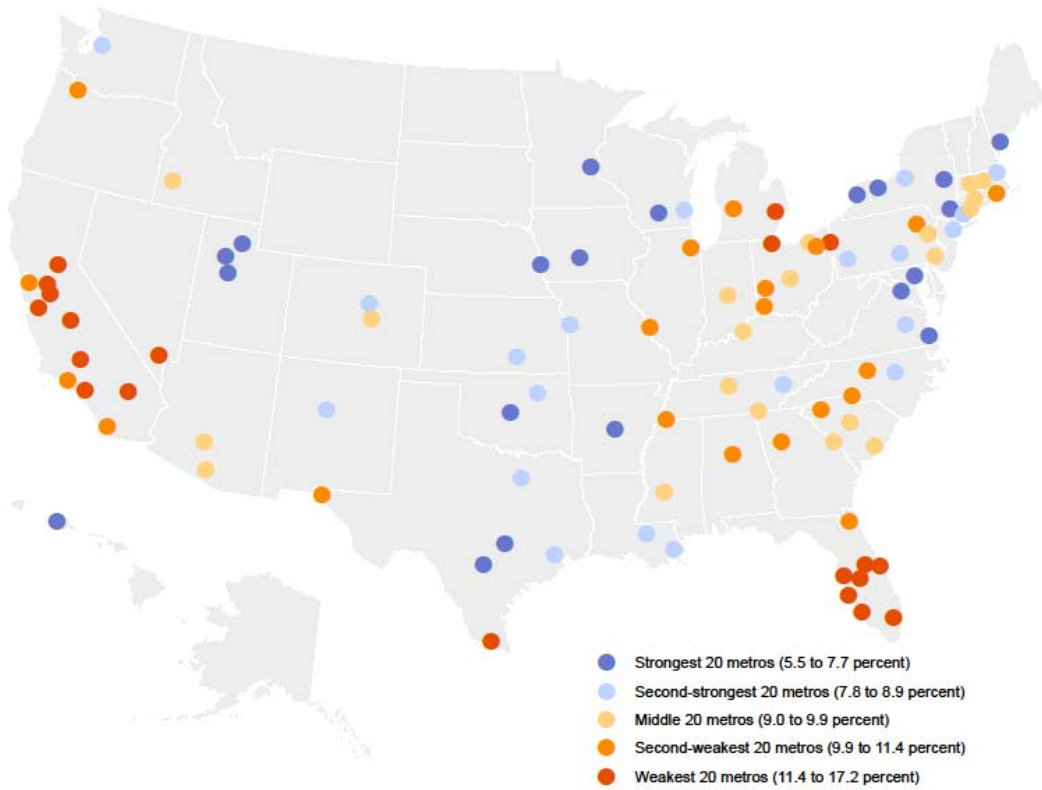 Strongest 20 metros (5.5 to 7.7 percent)
Second-strongest 20 metros (7.8 to 8.9 percent)
Middle 20 metros (9.0 to 9.9 percent)
Second-weakest 20 metros (9.9 to 11.4 percent)
Weakest 20 metros (11.4 to 17.2 percent)